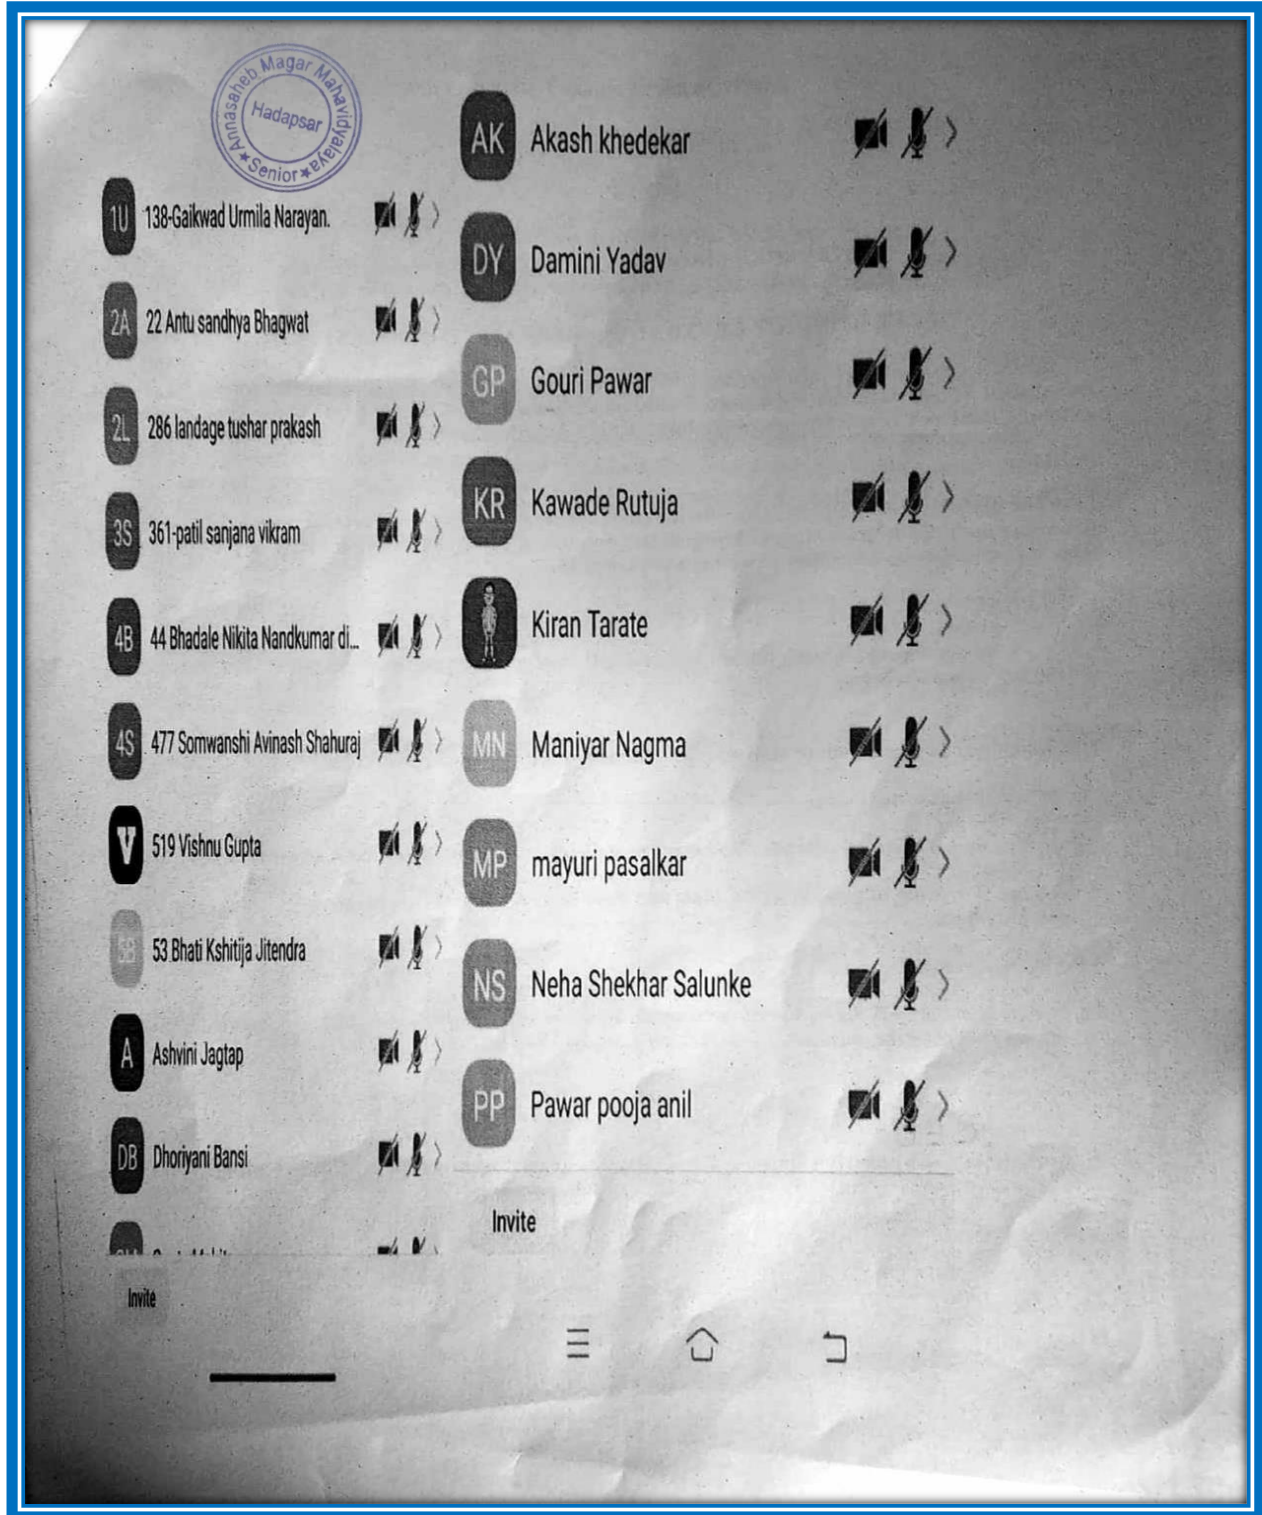 Annasaheb Magar Mahavidyalaya
Hadapsar
★ Senior ★
1U 138-Gaikwad Urmila Narayan.
2A 22 Antu sandhya Bhagwat
2L 286 landage tushar prakash
3S 361-patil sanjana vikram
4B 44 Bhadale Nikita Nandkumar di...
4S 477 Somwanshi Avinash Shahuraj
V 519 Vishnu Gupta
5B 53 Bhati Kshitija Jitendra
A Ashvini Jagtap
DB Dhoriyani Bansi
Invite
AK Akash khedekar
DY Damini Yadav
GP Gouri Pawar
KR Kawade Rutuja
Kiran Tarate
MN Maniyar Nagma
MP mayuri pasalkar
NS Neha Shekhar Salunke
PP Pawar pooja anil
Invite